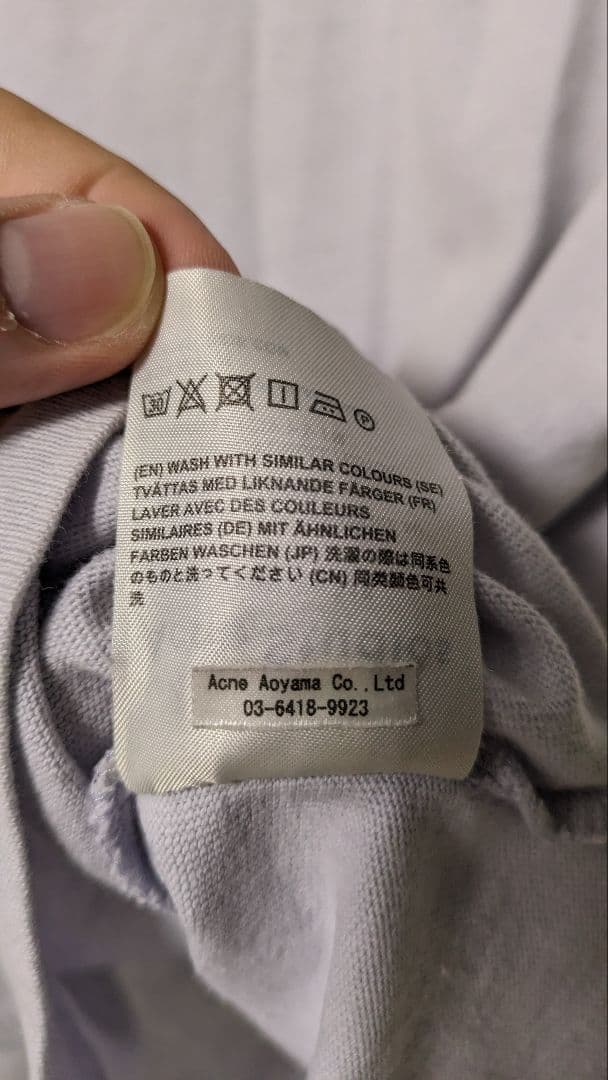 30
P
(EN) WASH WITH SIMILAR COLOURS (SE)
TVÄTTAS MED LIKNANDE FÄRGER (FR)
LAVER AVEC DES COULEURS
SIMILAIRES (DE) MIT ÄHNLICHEN
FARBEN WASCHEN (JP) 洗濯の際は同系色
のものと洗ってください (CN) 同类颜色可共
洗
Acne Aoyama Co.,Ltd
03-6418-9923